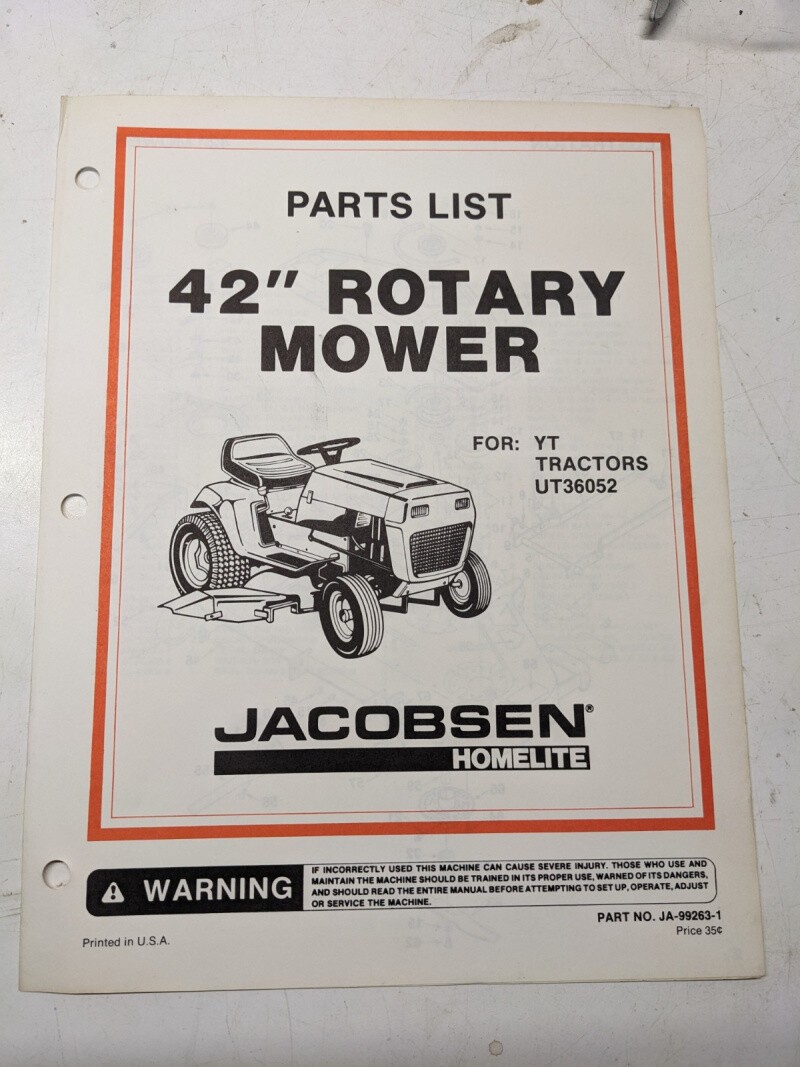 PARTS LIST
42" ROTARY
MOWER
FOR: YT
TRACTORS
UT36052
JACOBSEN®
HOMELITE
WARNING
IF INCORRECTLY USED THIS MACHINE CAN CAUSE SEVERE INJURY. THOSE WHO USE AND
MAINTAIN THE MACHINE SHOULD BE TRAINED IN ITS PROPER USE, WARNED OF ITS DANGERS,
AND SHOULD READ THE ENTIRE MANUAL BEFORE ATTEMPTING TO SET UP, OPERATE, ADJUST
OR SERVICE THE MACHINE.
PART NO. JA-99263-1
Price 35¢
Printed in U.S.A.